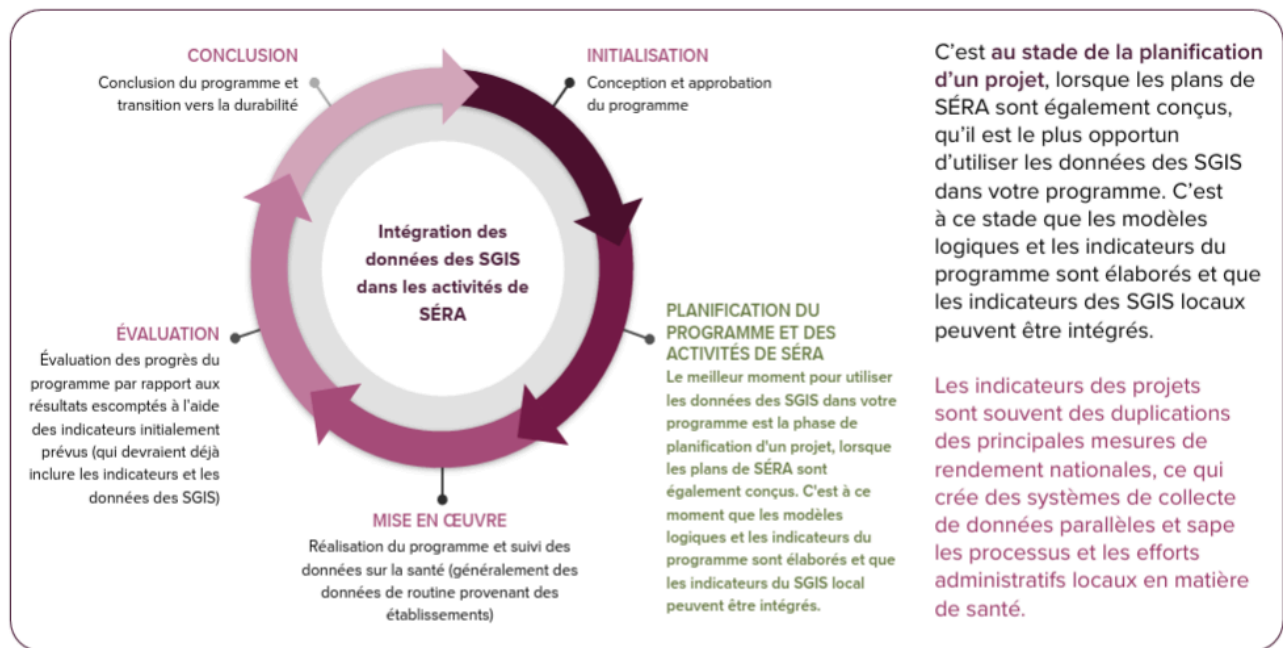 CONCLUSION
Conclusion du programme et
transition vers la durabilité
INITIALISATION
Conception et approbation
du programme
Intégration des
données des SGIS
dans les activités de
SÉRA
PLANIFICATION DU
PROGRAMME ET DES
ACTIVITÉS DE SÉRA
Le meilleur moment pour utiliser
les données des SGIS dans votre
programme est la phase de
planification d'un projet, lorsque
les plans de SÉRA sont
également conçus. C'est à ce
moment que les modèles
logiques et les indicateurs du
programme sont élaborés et que
les indicateurs du SGIS local
peuvent être intégrés.
MISE EN ŒUVRE
Réalisation du programme et suivi des
données sur la santé (généralement des
données de routine provenant des
établissements)
ÉVALUATION
Évaluation des progrès du
programme par rapport aux
résultats escomptés à l'aide
des indicateurs initialement
prévus (qui devraient déjà
inclure les indicateurs et les
données des SGIS)
C'est au stade de la planification
d'un projet, lorsque les plans de
SÉRA sont également conçus,
qu'il est le plus opportun
d'utiliser les données des SGIS
dans votre programme. C'est
à ce stade que les modèles
logiques et les indicateurs du
programme sont élaborés et que
les indicateurs des SGIS locaux
peuvent être intégrés.
Les indicateurs des projets
sont souvent des duplications
des principales mesures de
rendement nationales, ce qui
crée des systèmes de collecte
de données parallèles et sape
les processus et les efforts
administratifs locaux en matière
de santé.